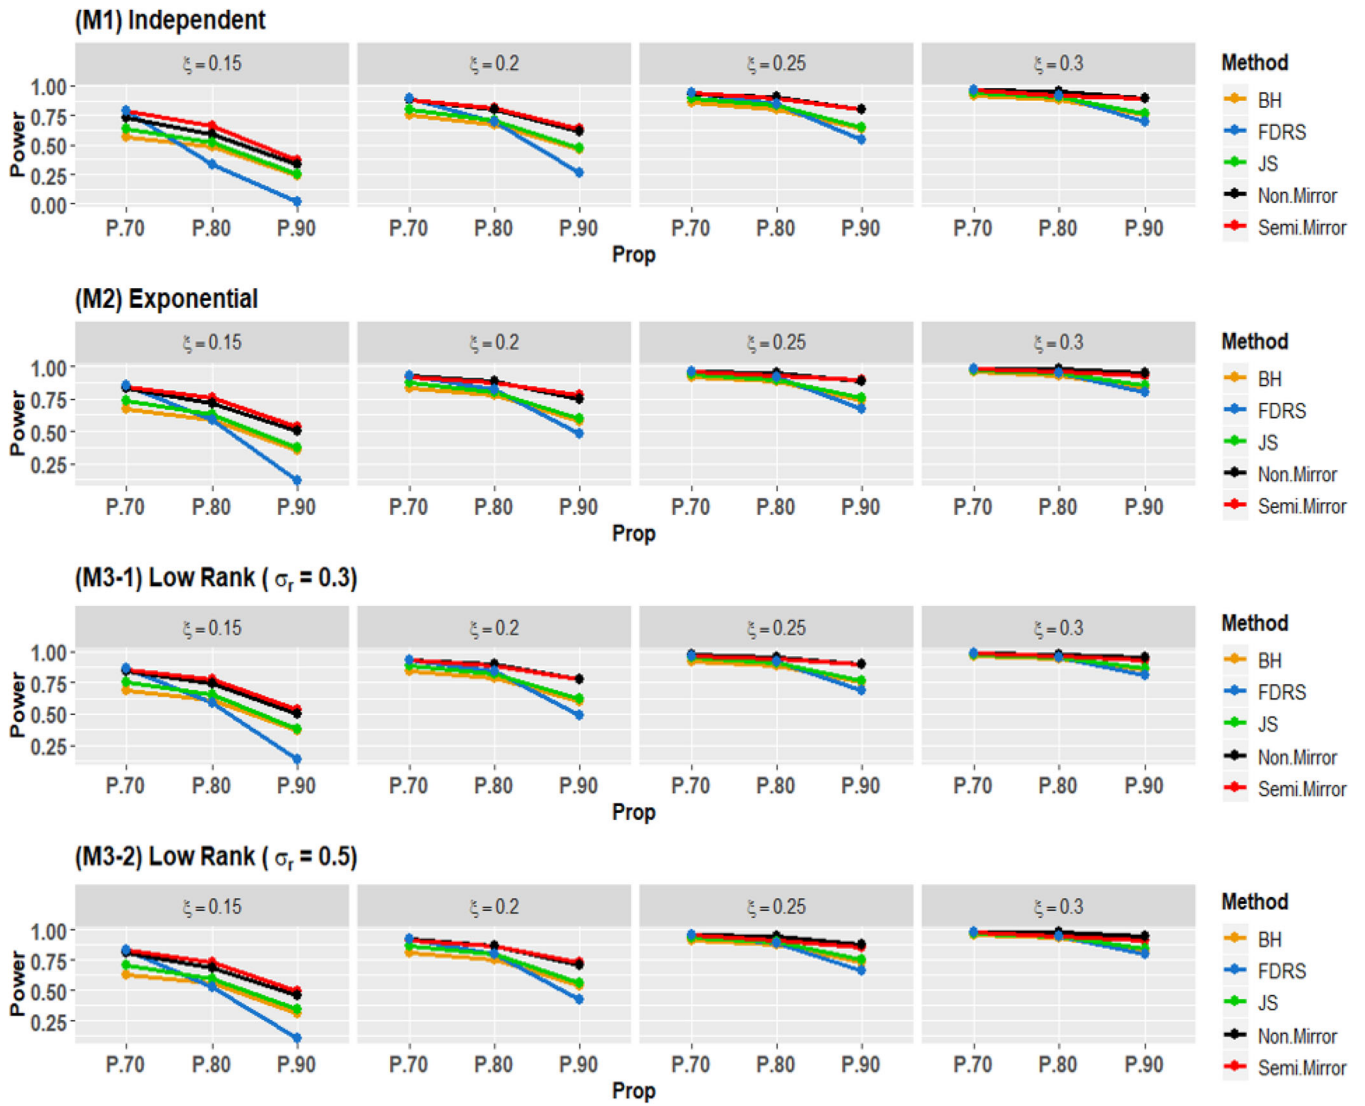 (M1) Independent
ξ = 0.15 ξ = 0.2 ξ = 0.25 ξ = 0.3
Power
1.00
0.75
0.50
0.25
0.00
P.70 P.80 P.90 P.70 P.80 P.90 P.70 P.80 P.90 P.70 P.80 P.90
Prop
Method
BH
FDRS
JS
Non.Mirror
Semi.Mirror
(M2) Exponential
ξ = 0.15 ξ = 0.2 ξ = 0.25 ξ = 0.3
Power
1.00
0.75
0.50
0.25
P.70 P.80 P.90 P.70 P.80 P.90 P.70 P.80 P.90 P.70 P.80 P.90
Prop
Method
BH
FDRS
JS
Non.Mirror
Semi.Mirror
(M3-1) Low Rank ( σr = 0.3)
ξ = 0.15 ξ = 0.2 ξ = 0.25 ξ = 0.3
Power
1.00
0.75
0.50
0.25
P.70 P.80 P.90 P.70 P.80 P.90 P.70 P.80 P.90 P.70 P.80 P.90
Prop
Method
BH
FDRS
JS
Non.Mirror
Semi.Mirror
(M3-2) Low Rank ( σr = 0.5)
ξ = 0.15 ξ = 0.2 ξ = 0.25 ξ = 0.3
Power
1.00
0.75
0.50
0.25
P.70 P.80 P.90 P.70 P.80 P.90 P.70 P.80 P.90 P.70 P.80 P.90
Prop
Method
BH
FDRS
JS
Non.Mirror
Semi.Mirror